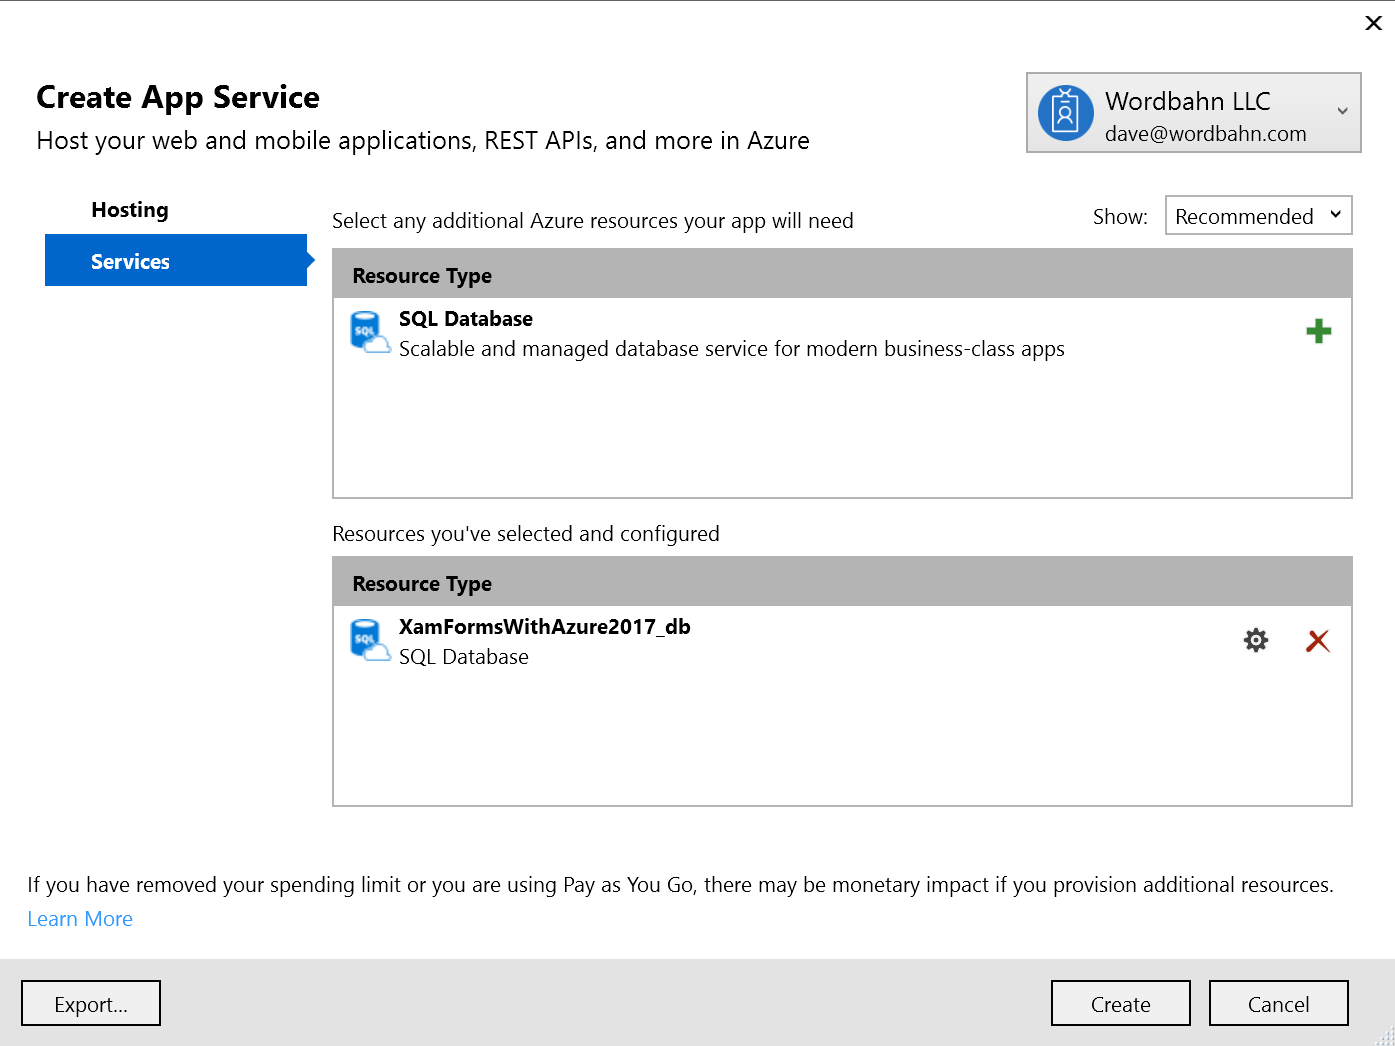 Create App Service
Host your web and mobile applications, REST APIs, and more in Azure
Wordbahn LLC
dave@wordbahn.com
Hosting
Services
Select any additional Azure resources your app will need
Show:
Recommended
Resource Type
SQL
SQL Database
Scalable and managed database service for modern business-class apps
Resources you've selected and configured
Resource Type
SQL
XamFormsWithAzure2017_db
SQL Database
If you have removed your spending limit or you are using Pay as You Go, there may be monetary impact if you provision additional resources.
Learn More
Export...
Create
Cancel